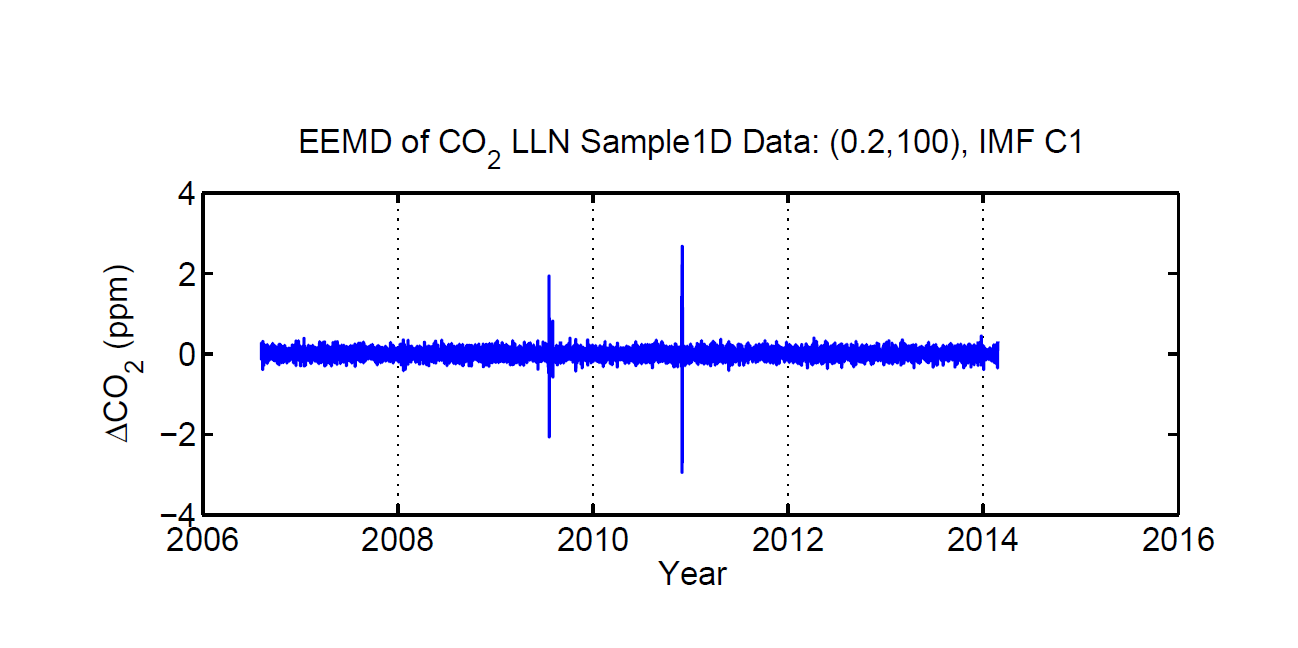 EEMD of CO₂ LLN Sample1D Data: (0.2,100), IMF C1
4
2
0
−2
−4
ΔCO₂ (ppm)
2006 2008 2010 2012 2014 2016
Year